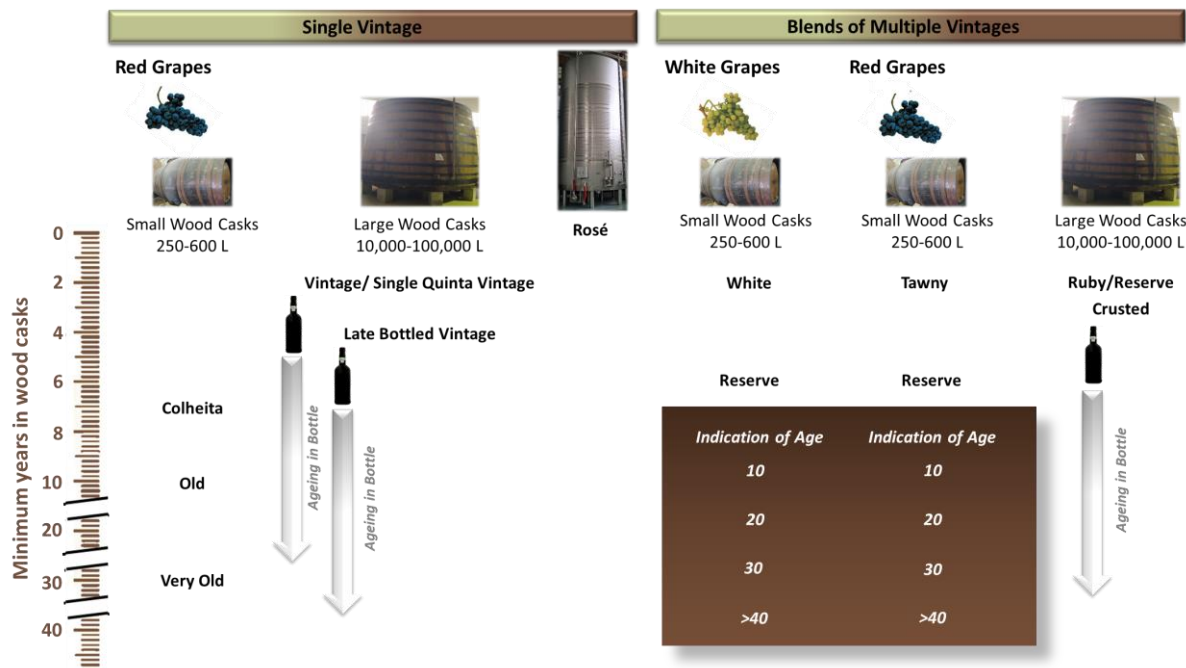 Single Vintage
Blends of Multiple Vintages
Red Grapes
White Grapes
Red Grapes
Small Wood Casks
250-600 L
Large Wood Casks
10,000-100,000 L
Rosé
Small Wood Casks
250-600 L
Small Wood Casks
250-600 L
Large Wood Casks
10,000-100,000 L
Minimum years in wood casks
0
2
4
6
8
10
20
30
40
Vintage/ Single Quinta Vintage
Late Bottled Vintage
Colheita
Old
Very Old
Ageing in Bottle
Ageing in Bottle
White
Reserve
Indication of Age
10
20
30
>40
Tawny
Reserve
Indication of Age
10
20
30
>40
Ruby/Reserve
Crusted
Ageing in Bottle